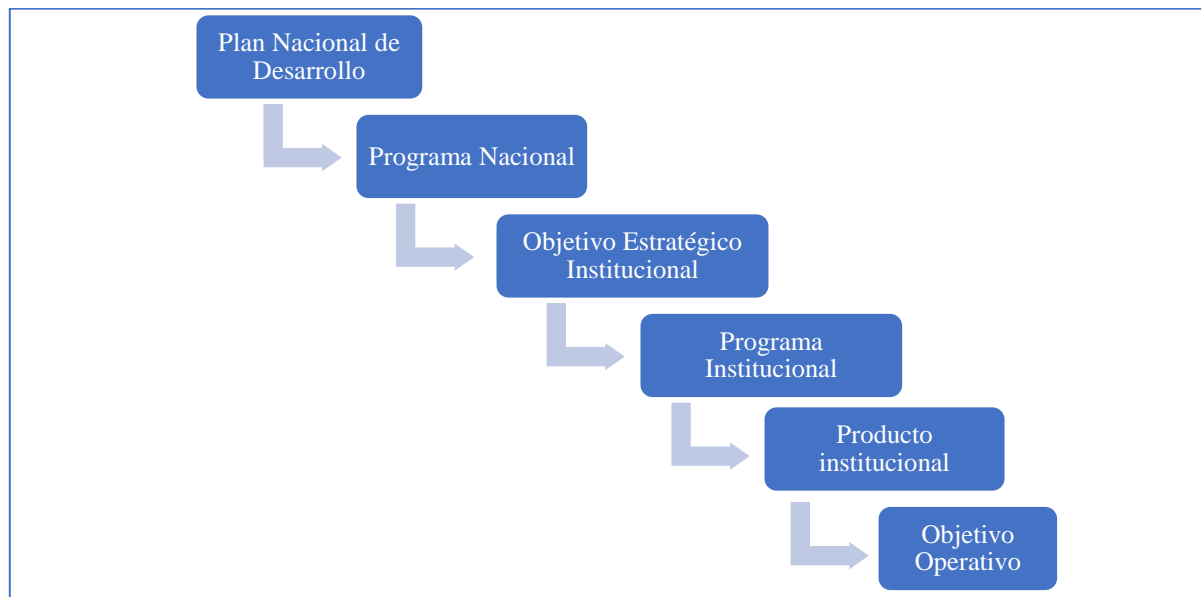 Plan Nacional de
Desarrollo
Programa Nacional
Objetivo Estratégico
Institucional
Programa
Institucional
Producto
institucional
Objetivo
Operativo